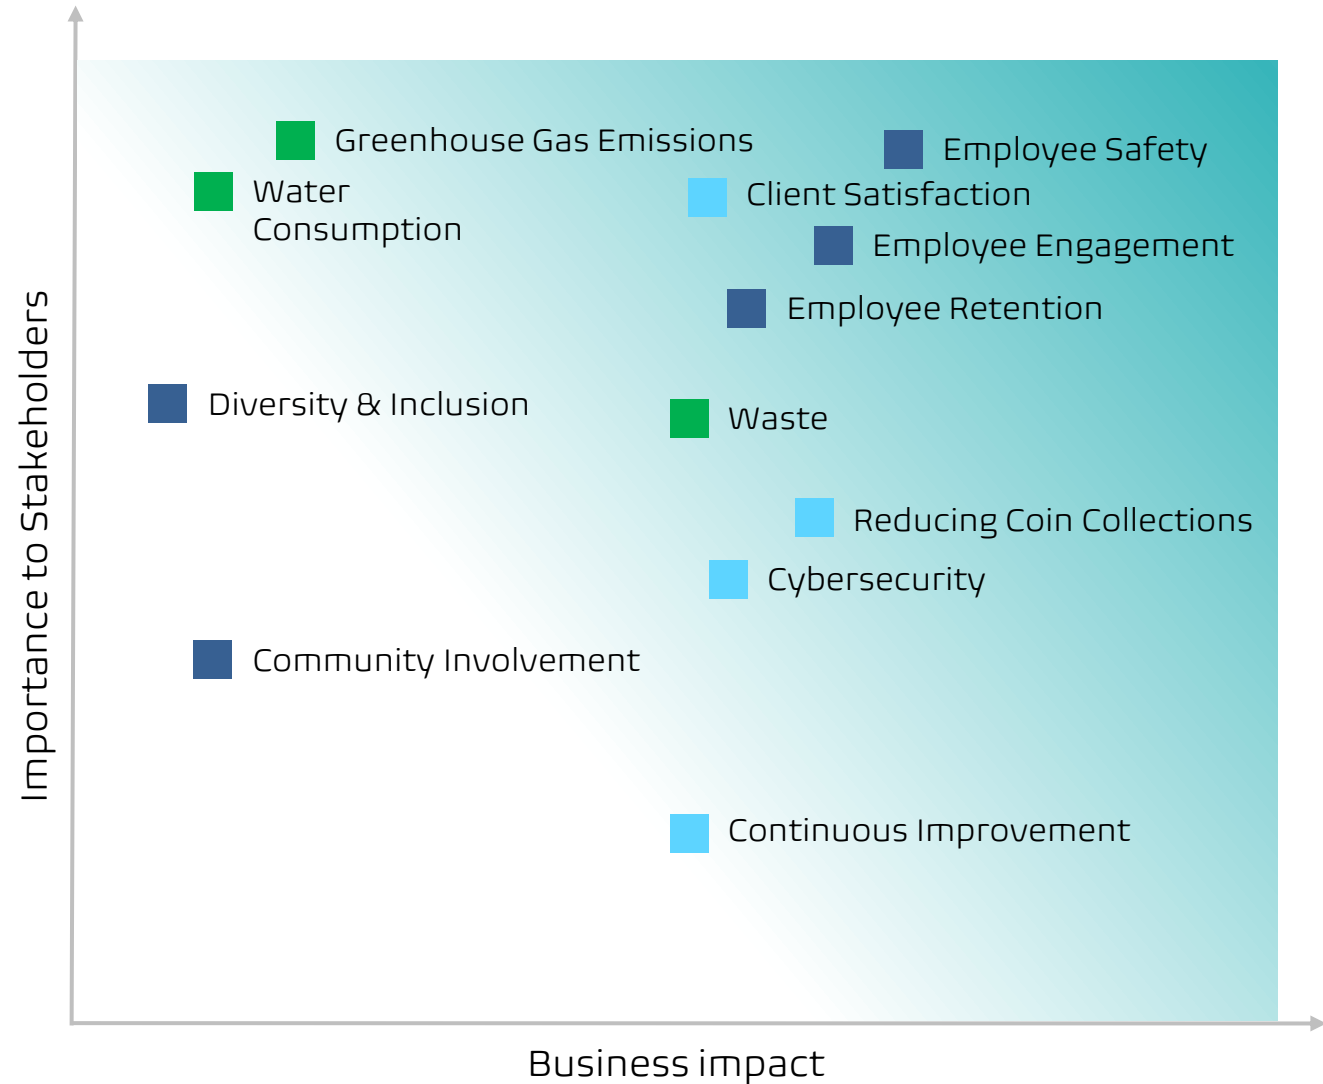 Greenhouse Gas Emissions
Employee Safety
Water
Consumption
Client Satisfaction
Employee Engagement
Employee Retention
Diversity & Inclusion
Waste
Reducing Coin Collections
Cybersecurity
Community Involvement
Continuous Improvement
Importance to Stakeholders
Business impact